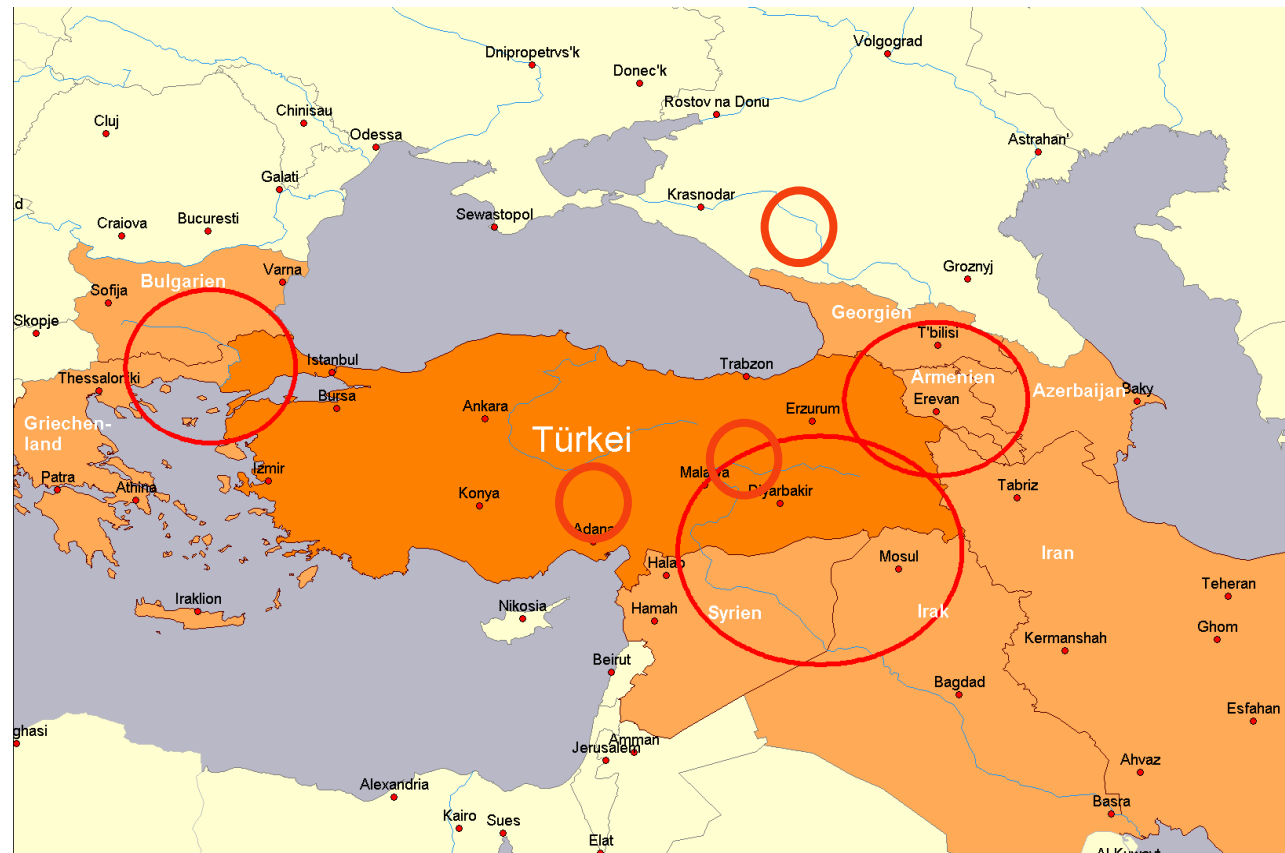 Volgograd
Dnipropetrvs'k
Donec'k
Rostov na Donu
Chinisau
Cluj
Odessa
Astrahan'
Galati
Krasnodar
d
Craiova
Bucuresti
Sewastopol
Varna
Groznyj
Bulgarien
Sofija
Georgien
Skopje
T'bilisi
Istanbul
Trabzon
Thessaloniki
Armenien
Azerbaijan
Baky
Bursa
Ankara
Erzurum
Erevan
Griechen-
land
Türkei
Izmir
Patra
Athina
Konya
Malatya
Diyarbakir
Tabriz
Adana
Halab
Mosul
Iran
Teheran
Iraklion
Nikosia
Hamah
Syrien
Irak
Ghom
Kermanshah
Beirut
Bagdad
Esfahan
ghasi
Amman
Jerusalem
Ahvaz
Alexandria
Basra
Kairo
Sues
Elat
Al Kuwayt